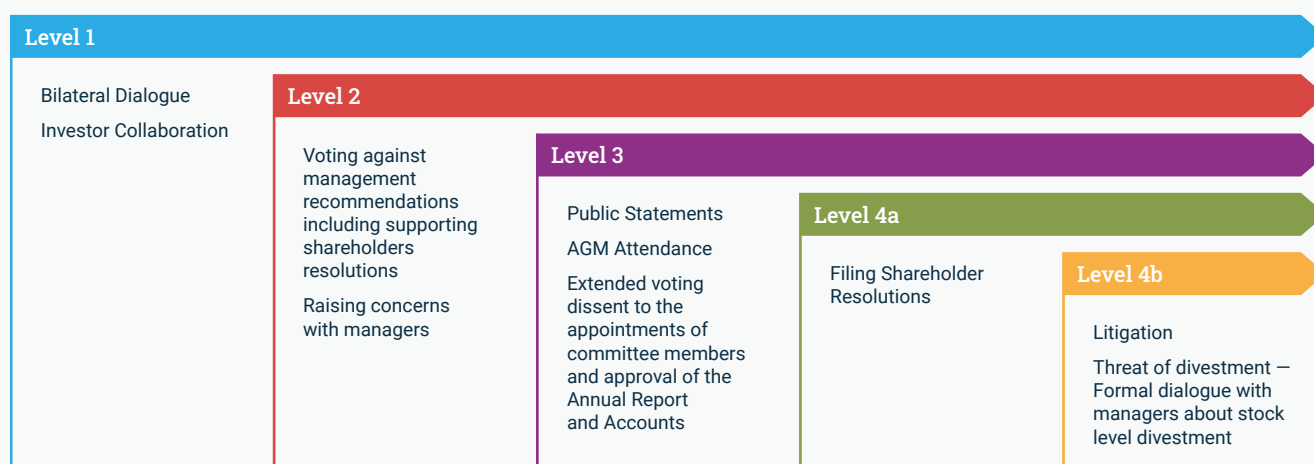 Level 1
Bilateral Dialogue
Investor Collaboration
Level 2
Voting against
management
recommendations
including supporting
shareholders
resolutions
Raising concerns
with managers
Level 3
Public Statements
AGM Attendance
Extended voting
dissent to the
appointments of
committee members
and approval of the
Annual Report
and Accounts
Level 4a
Filing Shareholder
Resolutions
Level 4b
Litigation
Threat of divestment —
Formal dialogue with
managers about stock
level divestment